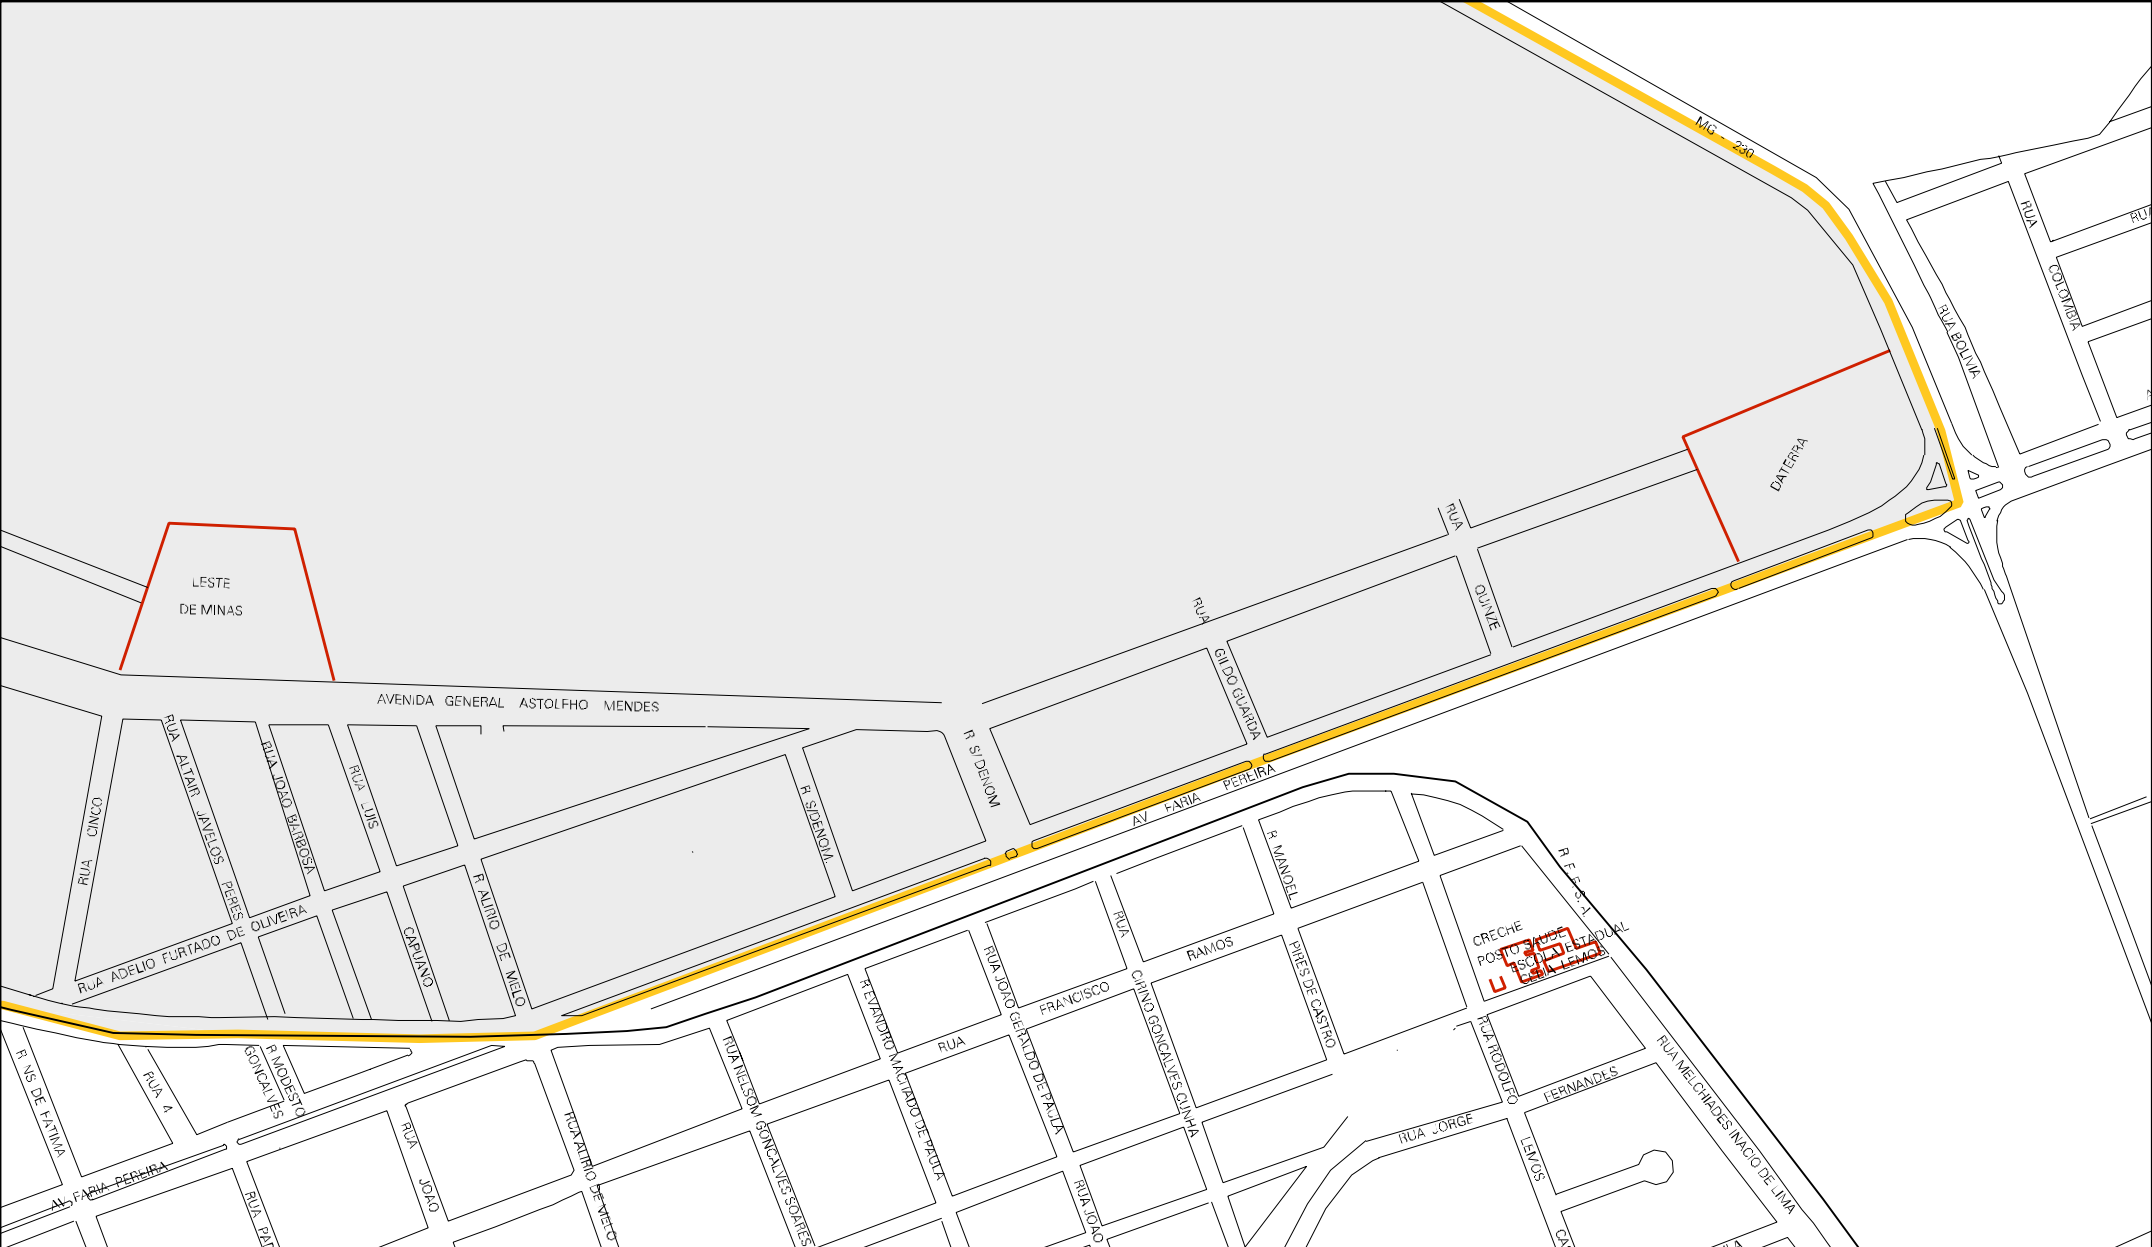 MG - 230
RUA
COLOMBIA
RUA BOLIVIA
DATERRA
RUA
QUINZE
RUA
GILDO GUARDA
LESTE
DE MINAS
AVENIDA GENERAL ASTOLFHO MENDES
R S/DENOM
R S/DENOM.
AV FARIA PEREIRA
RUA CINCO
RUA ALTAIR JAVELOS PERES
RUA JOAO BARBOSA
RUA LUIS
CAPUANO
R ALIRIO DE MELO
RUA ADELIO FURTADO DE OLIVEIRA
R MANOEL
PIRES DE CASTRO
R F F S A
CRECHE
POSTO SAUDE
ESCOLA ESTADUAL
CELIA LEMOS
RUA
CIRINO GONCALVES CUNHA
RUA FRANCISCO RAMOS
RUA JOAO GERALDO DE PAULA
R EVANDRO MACHADO DE PAULA
RUA NELSOM GONCALVES SOARES
RUA ALIRIO DE MELO
R NS DE FATIMA
RUA 4
R MODESTO
GONCALVES
AV FARIA PEREIRA
RUA
JOAO
RUA JOAO
RUA RODOLFO
LEMOS
RUA JORGE
FERNANDES
RUA MELCHIADES INACIO DE LIMA